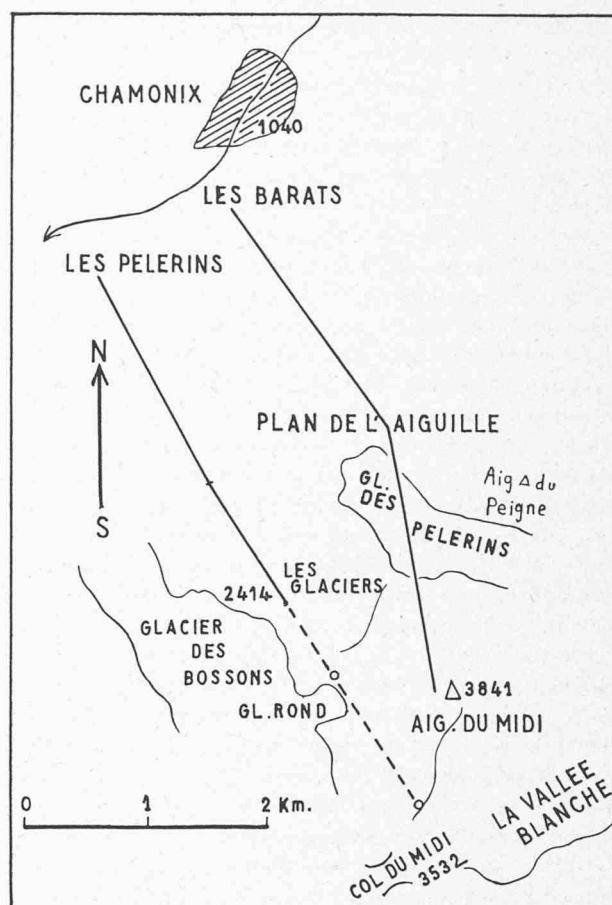 CHAMONIX
1040
LES BARATS
LES PELERINS
N
S
PLAN DE L'AIGUILLE
GL.
DES
PELERINS
Aig △ du
Peigne
LES GLACIERS
2414
GLACIER
DES
BOSSONS
GL. ROND
△ 3841
AIG. DU MIDI
0 1 2 Km.
LA VALLEE
BLANCHE
COL DU MIDI
3532